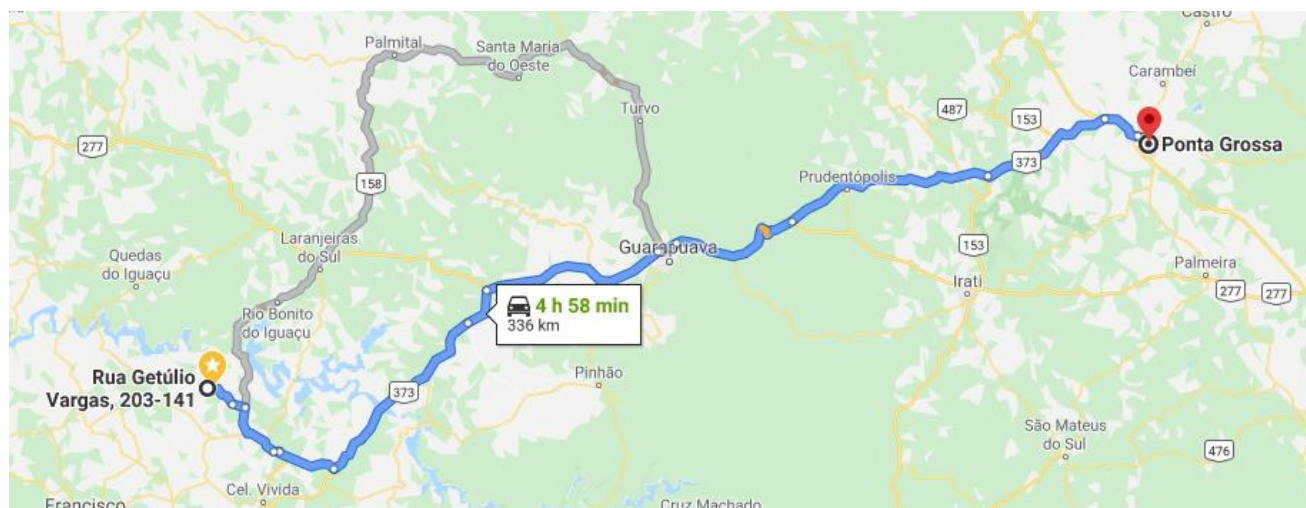 Castro
Palmital
Santa Maria
do Oeste
Carambeí
Turvo
487
153
277
Ponta Grossa
373
158
Prudentópolis
Laranjeiras
do Sul
Guarapuava
153
Quedas
do Iguaçu
Palmeira
Irati
277
277
4 h 58 min
336 km
Rio Bonito
do Iguaçu
Rua Getúlio
Vargas, 203-141
Pinhão
373
São Mateus
do Sul
476
Cel. Vivida
Francisco
Cruz Machado